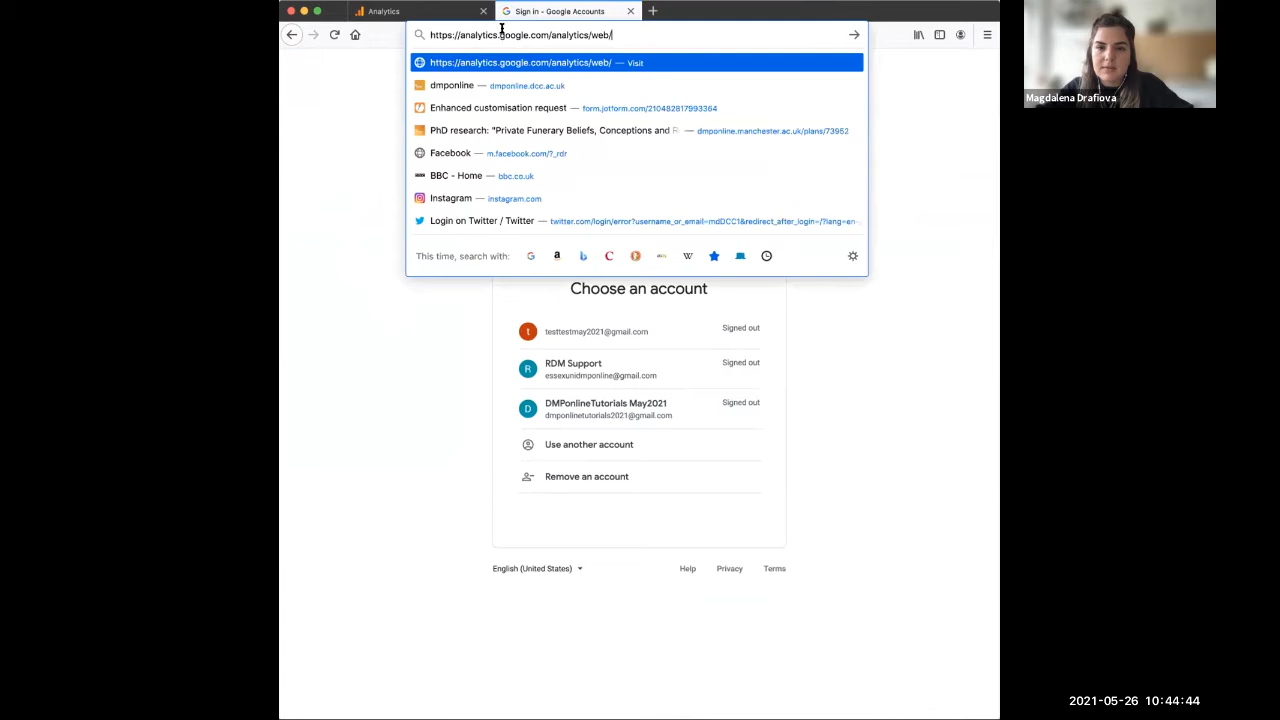 Analytics
Sign in - Google Accounts
https://analytics.google.com/analytics/web/
https://analytics.google.com/analytics/web/ — Visit
dmponline — dmponline.dcc.ac.uk
Enhanced customisation request — form.jotform.com/210482817993364
PhD research: "Private Funerary Beliefs, Conceptions and — dmponline.manchester.ac.uk/plans/73952
Facebook — m.facebook.com/?_rdr
BBC - Home — bbc.co.uk
Instagram — instagram.com
Login on Twitter / Twitter — twitter.com/login/error?username_or_email=mdDCC1&redirect_after_login=/?lang=en-
This time, search with:
Choose an account
t testtestmay2021@gmail.com Signed out
R RDM Support Signed out
essexunidmponline@gmail.com
D DMPonlineTutorials May2021 Signed out
dmponlinetutorials2021@gmail.com
Use another account
Remove an account
English (United States) Help Privacy Terms
Magdalena Drafiova
2021-05-26 10:44:44